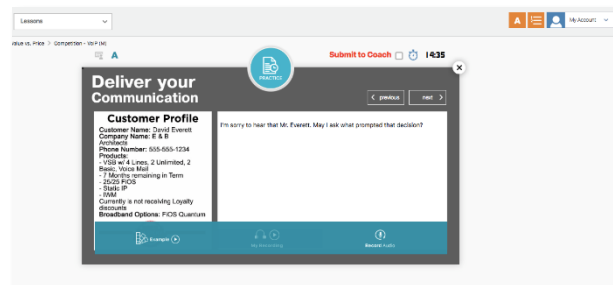 Lessons
A
My Account
Value vs. Price > Competition - VoIP (M)
A
Submit to Coach
14:35
PRACTICE
Deliver your
Communication
< previous
next >
Customer Profile
Customer Name: David Everett
Company Name: E & B
Architects
Phone Number: 555-555-1234
Products:
- VSB w/ 4 Lines, 2 Unlimited, 2
Basic, Voice Mail
- 7 Months remaining in Term
- 25/25 FiOS
- Static IP
- IWM
Currently is not receiving Loyalty
discounts
Broadband Options: FiOS Quantum
I'm sorry to hear that Mr. Everett. May I ask what prompted that decision?
Example
My Recording
Record Audio